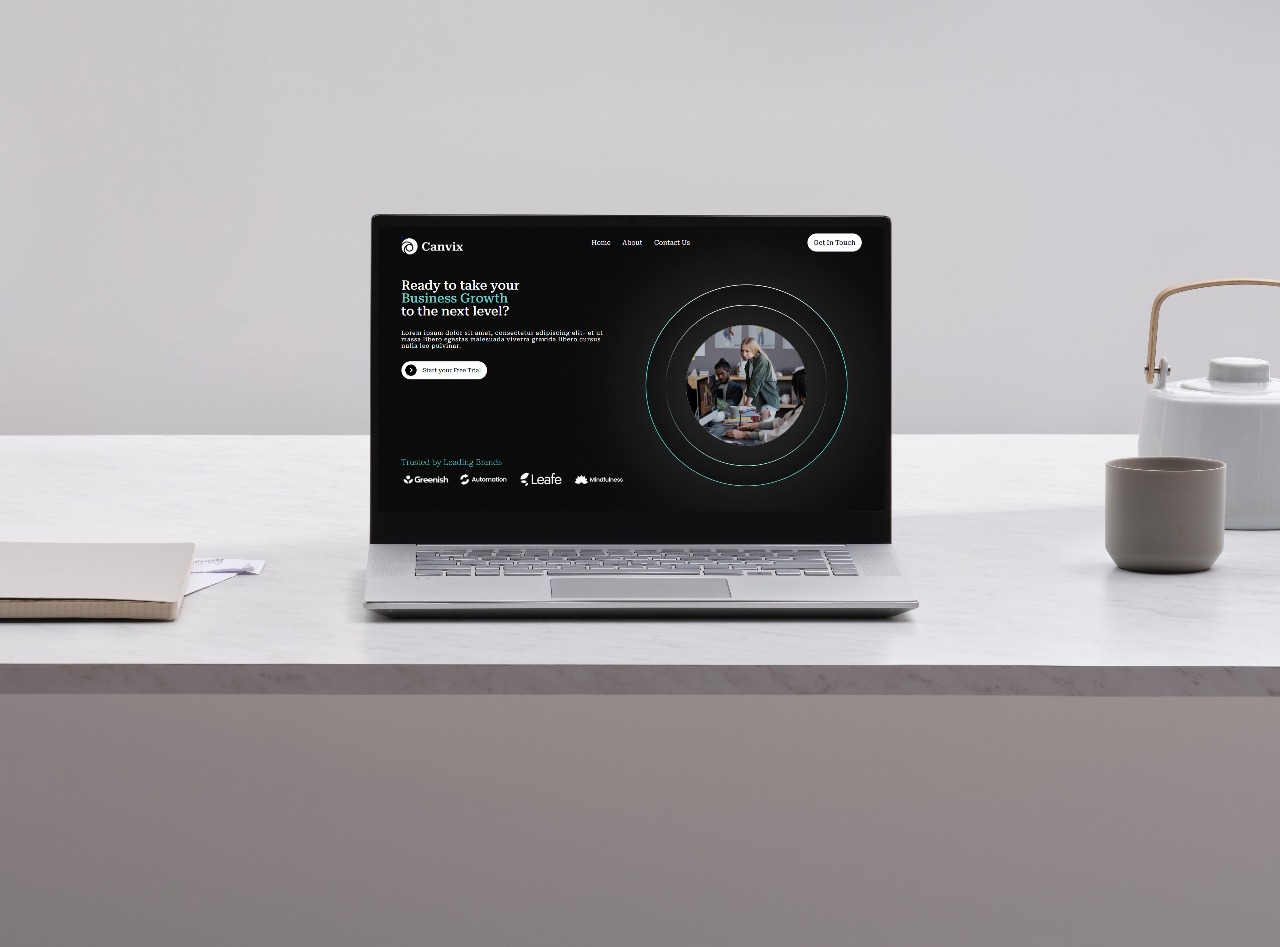 Canvix
Home About Contact Us
Get In Touch
Ready to take your
Business Growth
to the next level?
Lorem ipsum dolor sit amet, consectetur adipiscing elit- et ut
massa libero egestas malesuada viverra gravida libero cursus
nulla leo pulvinar.
Start your Free Trial
Trusted by Leading Brands
Greenish Automation Leafe Mindfulness